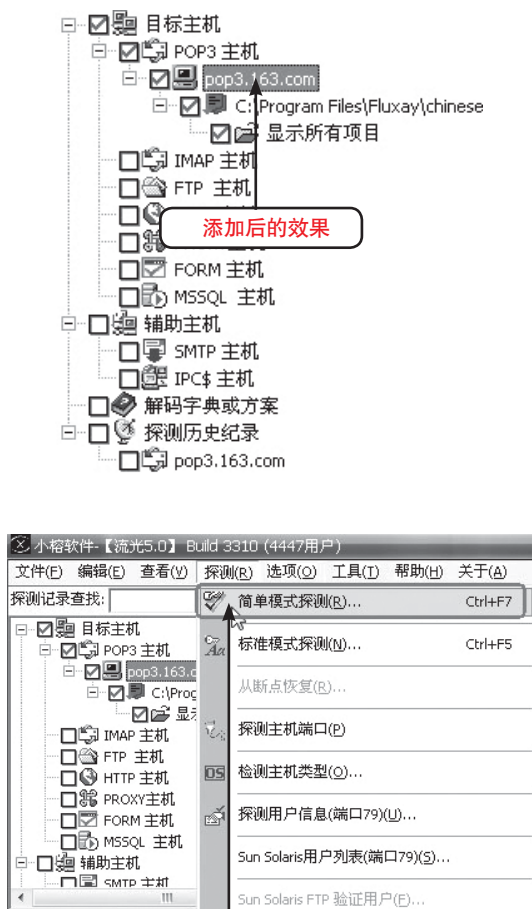 目标主机
POP3 主机
pop3.163.com
C:\Program Files\Fluxay\chinese
显示所有项目
IMAP 主机
FTP 主机
添加后的效果
FORM 主机
MSSQL 主机
辅助主机
SMTP 主机
IPC$ 主机
解码字典或方案
探测历史纪录
pop3.163.com
小榕软件-【流光5.0】 Build 3310 (4447用户)
文件(F) 编辑(E) 查看(V) 探测(R) 选项(O) 工具(T) 帮助(H) 关于(A)
探测记录查找:
简单模式探测(R)... Ctrl+F7
标准模式探测(N)... Ctrl+F5
从断点恢复(R)...
探测主机端口(P)
检测主机类型(O)...
探测用户信息(端口79)(U)...
Sun Solaris用户列表(端口79)(S)...
Sun Solaris FTP 验证用户(F)...
目标主机
POP3 主机
pop3.163.c
C:\Prog
显
IMAP 主机
FTP 主机
HTTP 主机
PROXY主机
FORM 主机
MSSQL 主机
辅助主机
SMTP 主机